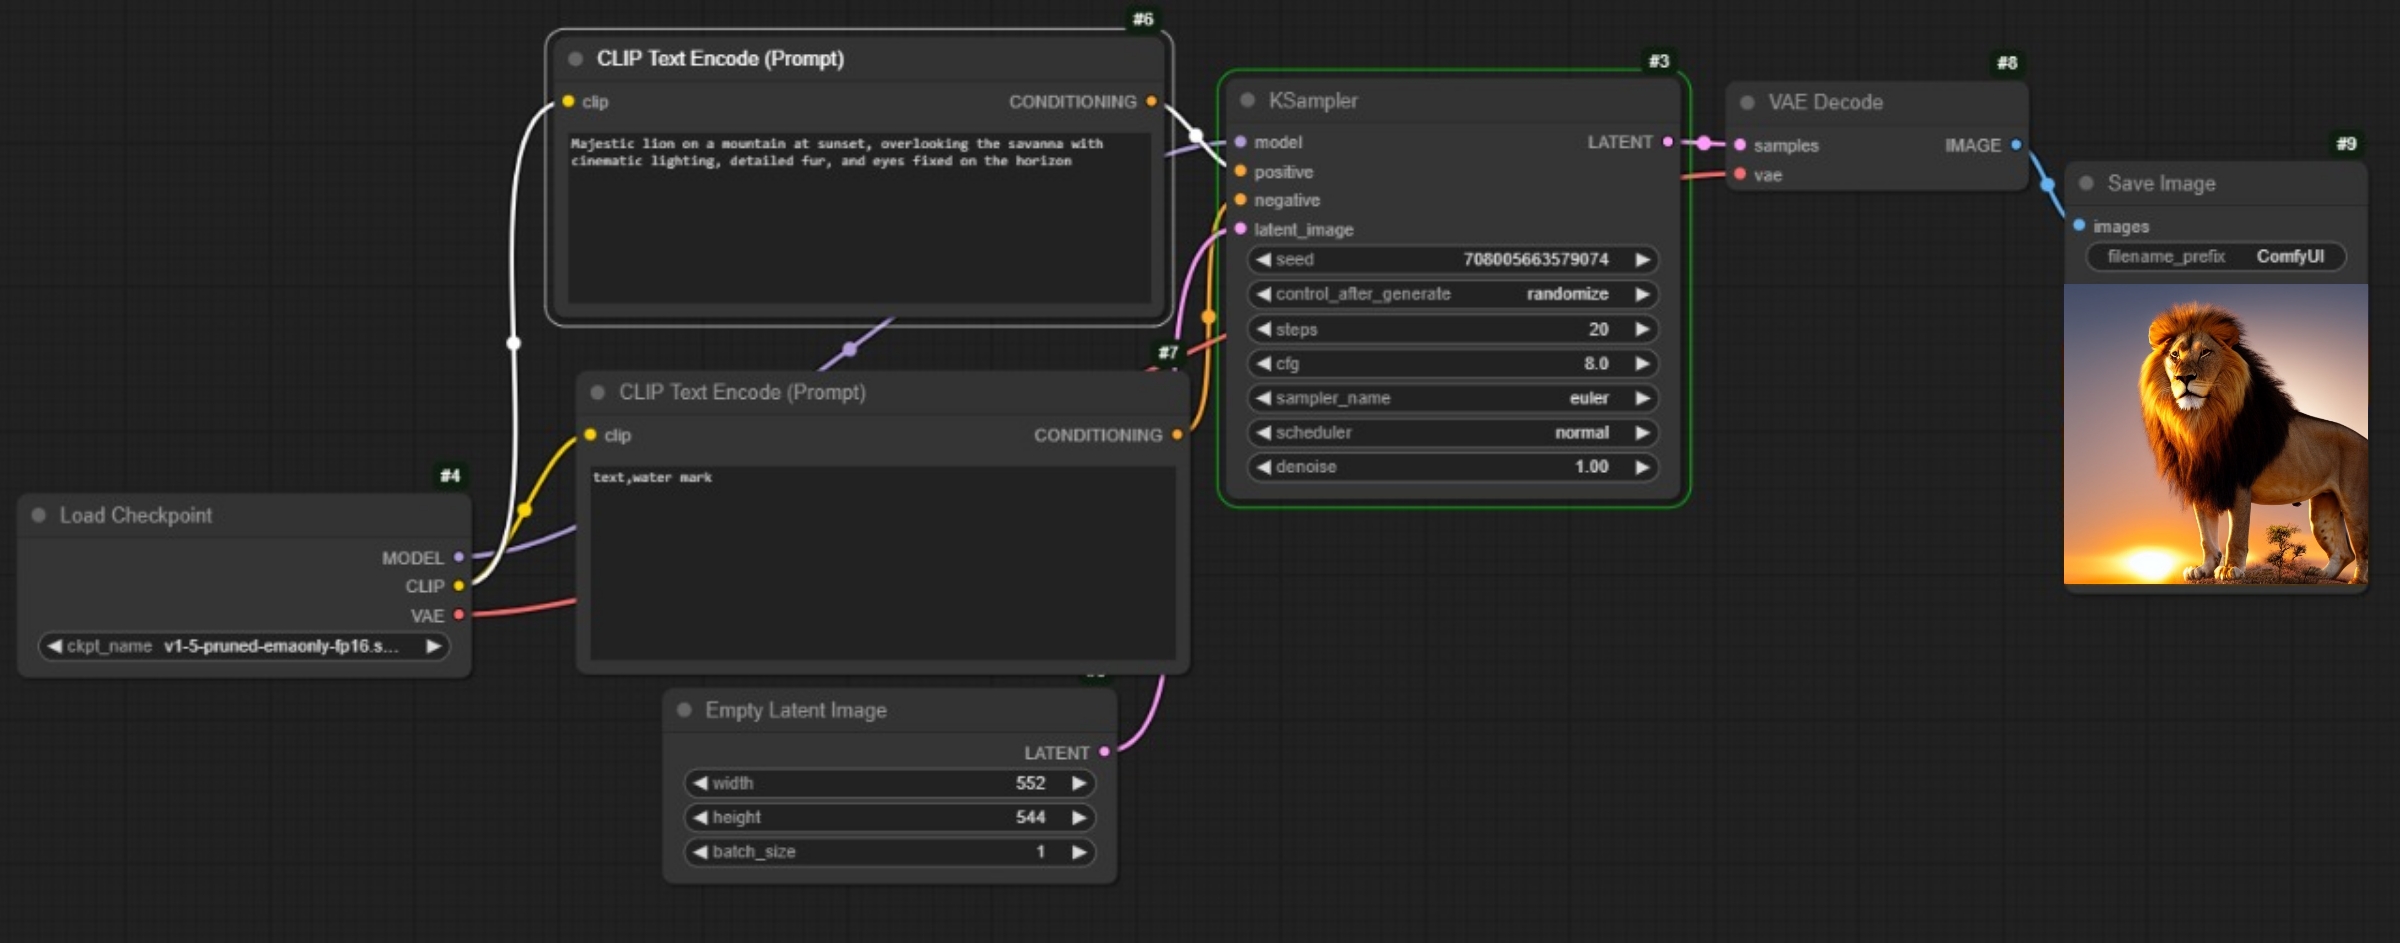 #6
CLIP Text Encode (Prompt)
clip
CONDITIONING
Majestic lion on a mountain at sunset, overlooking the savanna with
cinematic lighting, detailed fur, and eyes fixed on the horizon
#7
CLIP Text Encode (Prompt)
clip
CONDITIONING
text,water mark
#4
Load Checkpoint
MODEL
CLIP
VAE
ckpt_name v1-5-pruned-emaonly-fp16.s...
Empty Latent Image
LATENT
width 552
height 544
batch_size 1
#3
KSampler
model LATENT
positive
negative
latent_image
seed 708005663579074
control_after_generate randomize
steps 20
cfg 8.0
sampler_name euler
scheduler normal
denoise 1.00
#8
VAE Decode
samples IMAGE
vae
#9
Save Image
images
filename_prefix ComfyUI